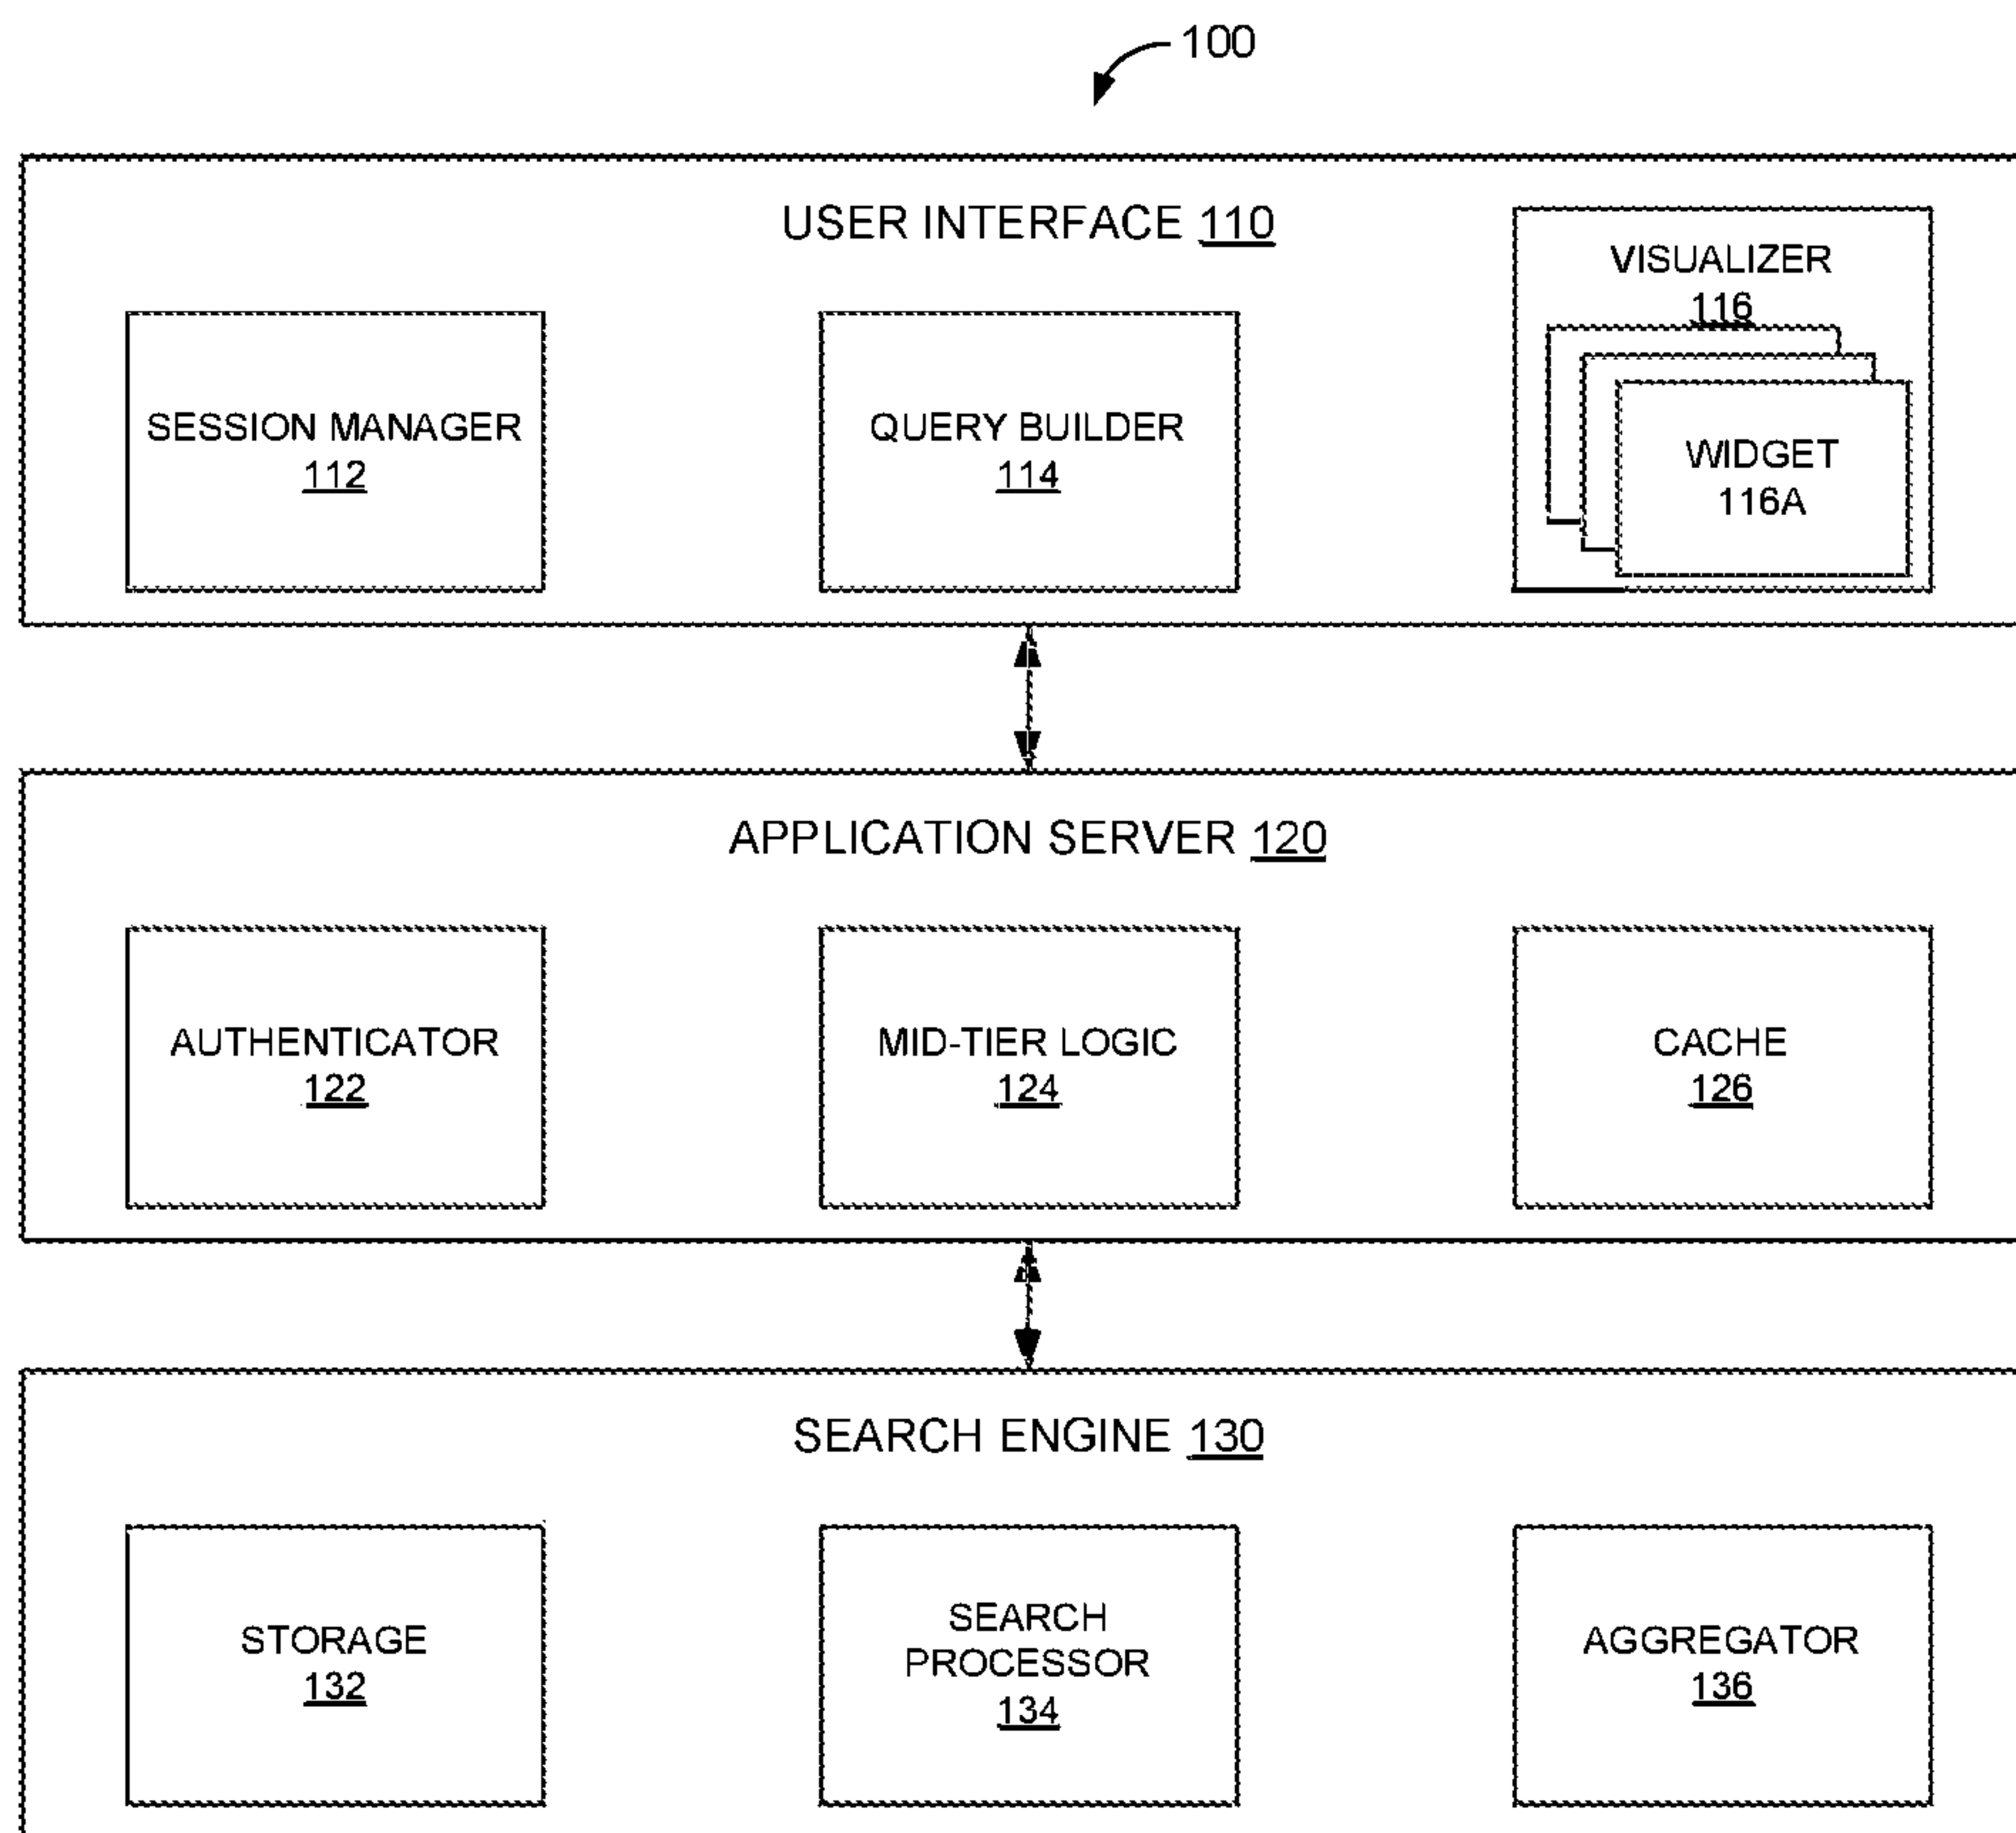 100
USER INTERFACE 110
VISUALIZER
116
SESSION MANAGER
112
QUERY BUILDER
114
WIDGET
116A
APPLICATION SERVER 120
AUTHENTICATOR
122
MID-TIER LOGIC
124
CACHE
126
SEARCH ENGINE 130
STORAGE
132
SEARCH
PROCESSOR
134
AGGREGATOR
136